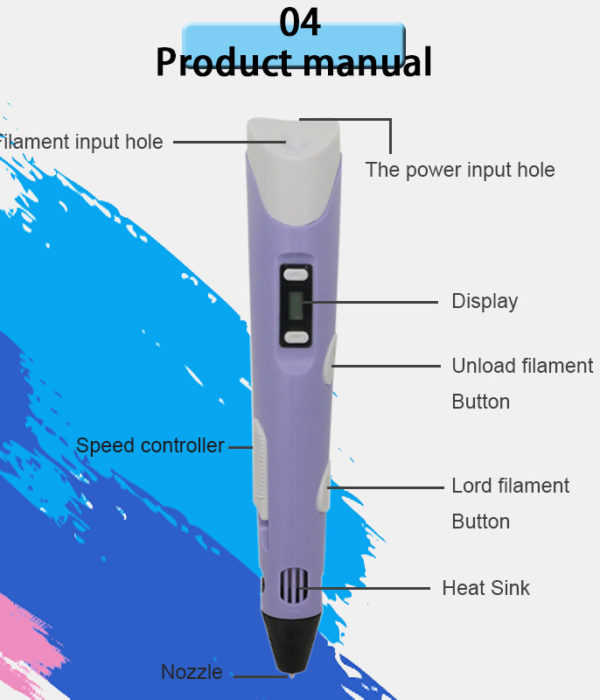 04
Product manual
ilament input hole
The power input hole
Display
Unload filament
Button
Speed controller
Lord filament
Button
Heat Sink
Nozzle